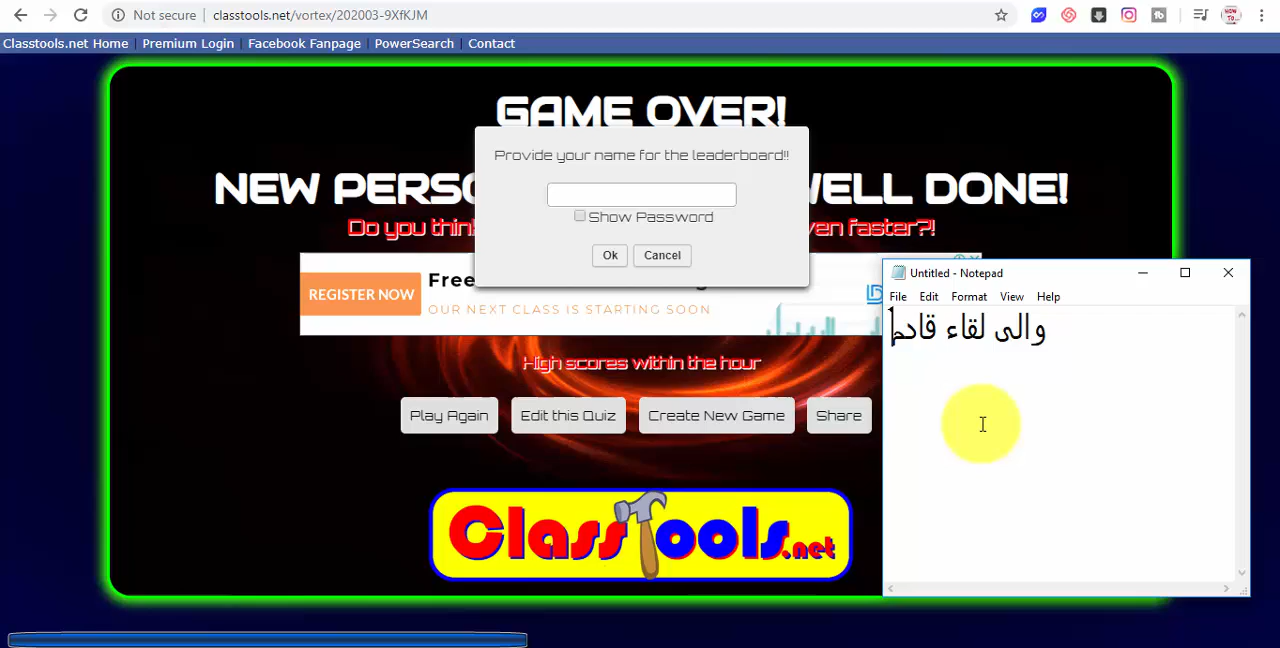 Not secure
classtools.net/vortex/202003-9XfKJM
Classtools.net Home | Premium Login | Facebook Fanpage | PowerSearch | Contact
GAME OVER!
Provide your name for the leaderboard!!
Show Password
Ok Cancel
NEW WELL DONE!
Do you even faster?!
REGISTER NOW
Free
OUR NEXT CLASS IS STARTING SOON
High scores within the hour
Play Again Edit this Quiz Create New Game Share
ClassTools.net
Untitled - Notepad
File Edit Format View Help
والى لقاء قادم